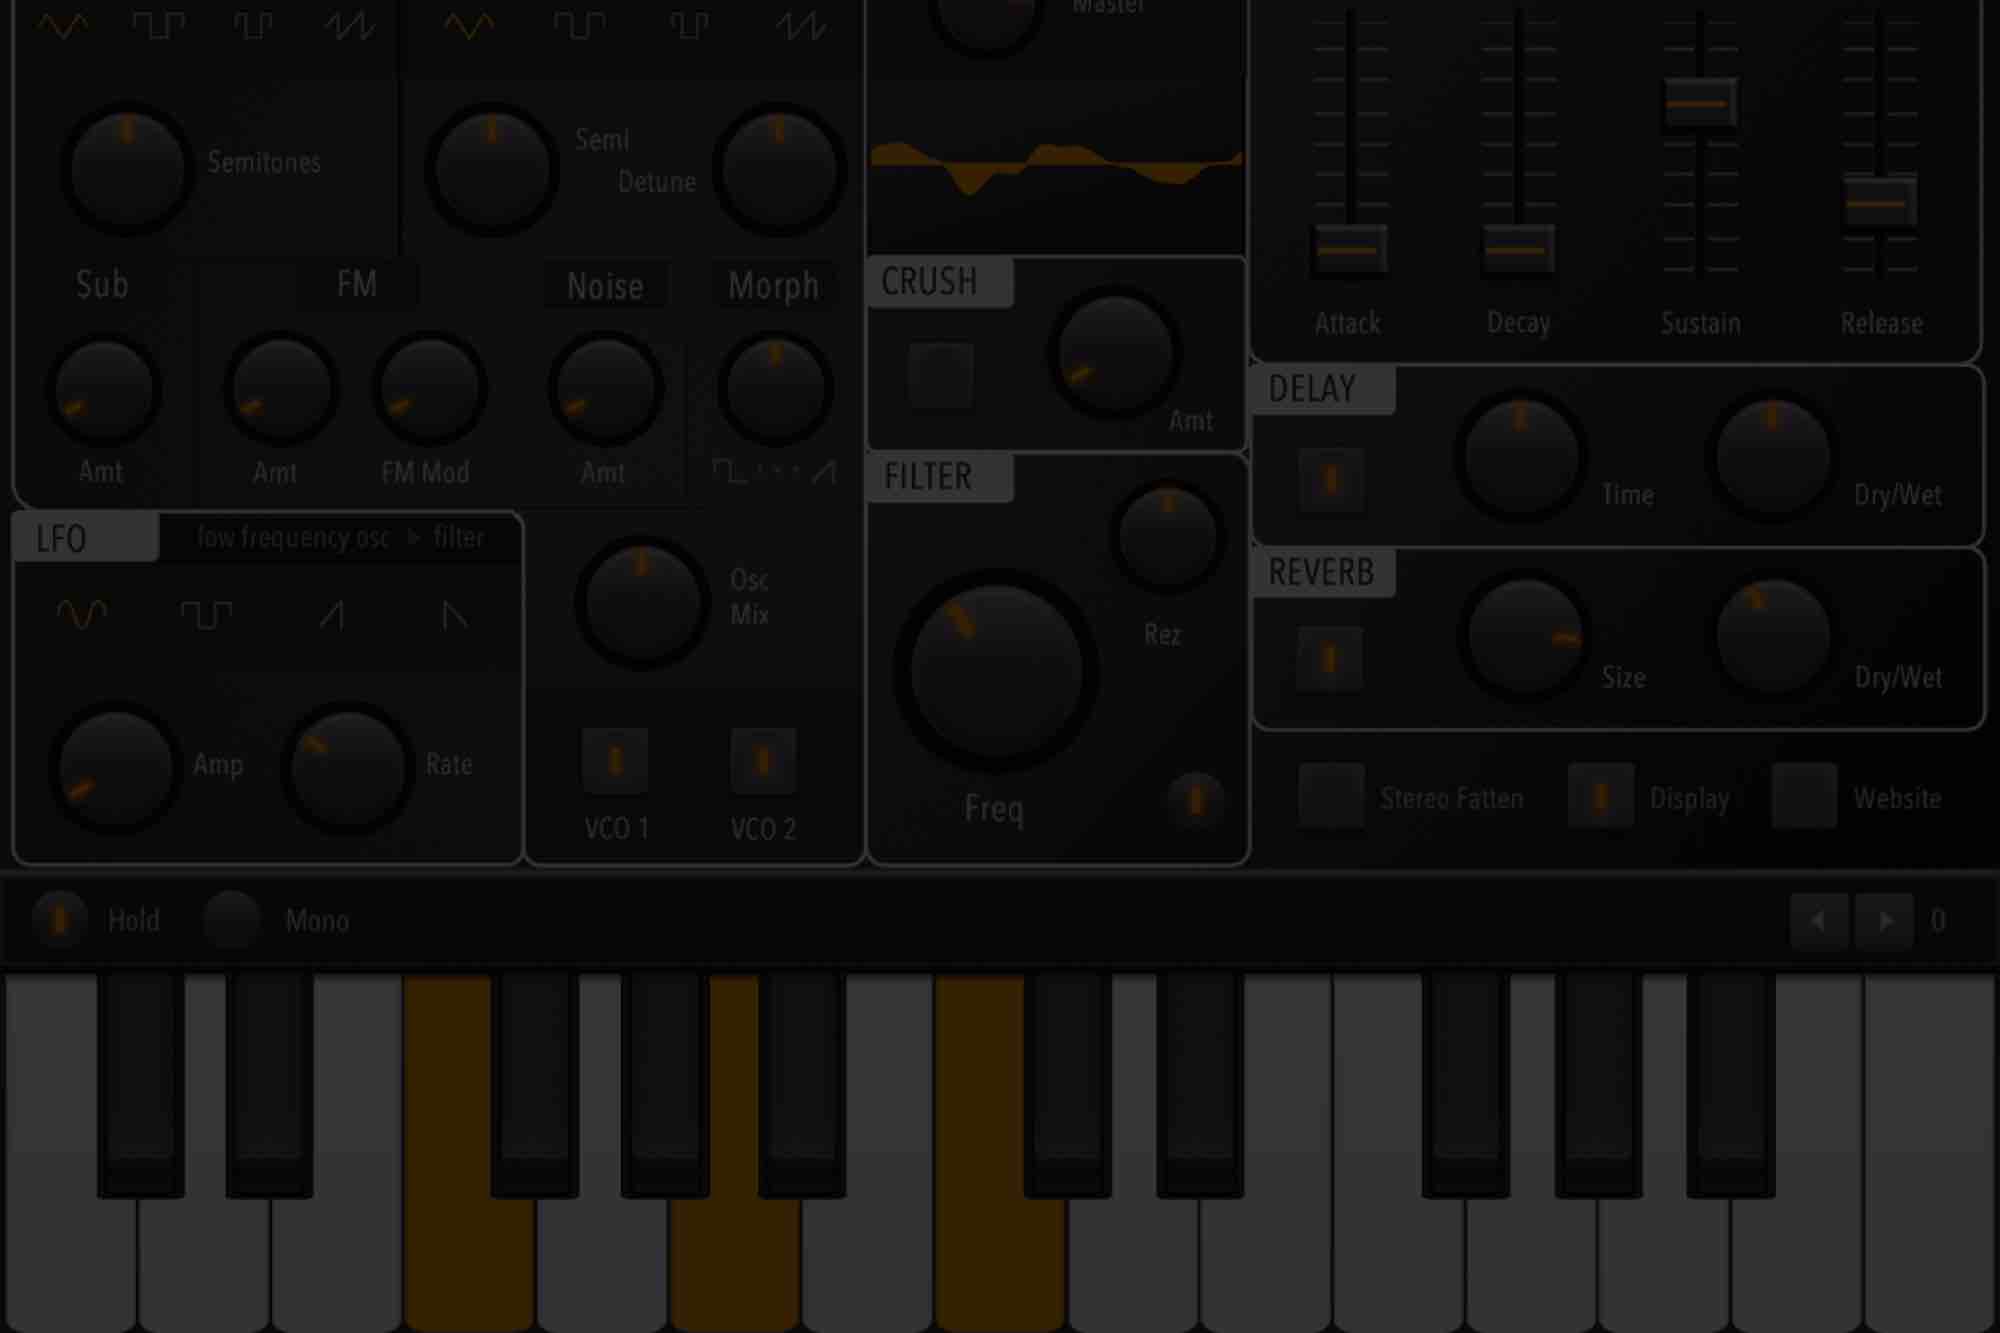 Master
Semitones
Semi
Detune
Sub
FM
Noise
Morph
Amt
Amt
FM Mod
Amt
CRUSH
Amt
Attack
Decay
Sustain
Release
DELAY
Time
Dry/Wet
FILTER
Rez
Freq
REVERB
Size
Dry/Wet
LFO
low frequency osc > filter
Osc
Mix
Amp
Rate
VCO 1
VCO 2
Stereo Fatten
Display
Website
Hold
Mono
0